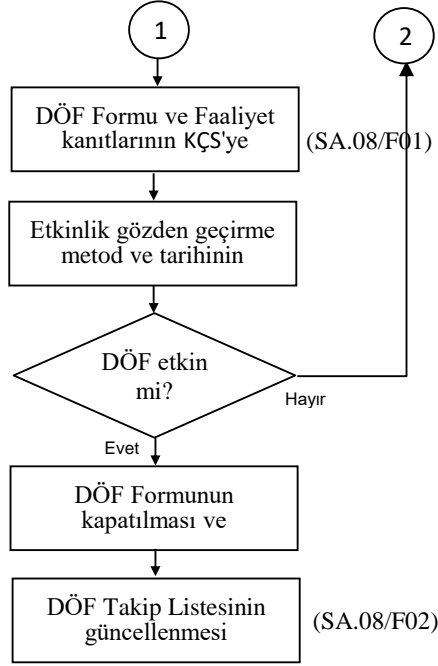 1
2
DÖF Formu ve Faaliyet
kanıtlarının KÇS'ye
(SA.08/F01)
Etkinlik gözden geçirme
metod ve tarihinin
DÖF etkin
mi?
Hayır
Evet
DÖF Formunun
kapatılması ve
DÖF Takip Listesinin
güncellenmesi
(SA.08/F02)